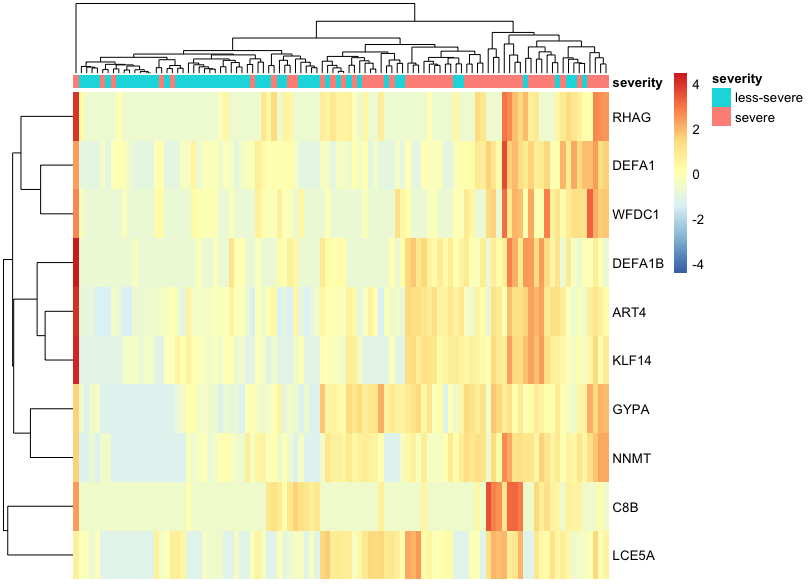 severity
RHAG
DEFA1
WFDC1
DEFA1B
ART4
KLF14
GYPA
NNMT
C8B
LCE5A
4
2
0
-2
-4
severity
less-severe
severe